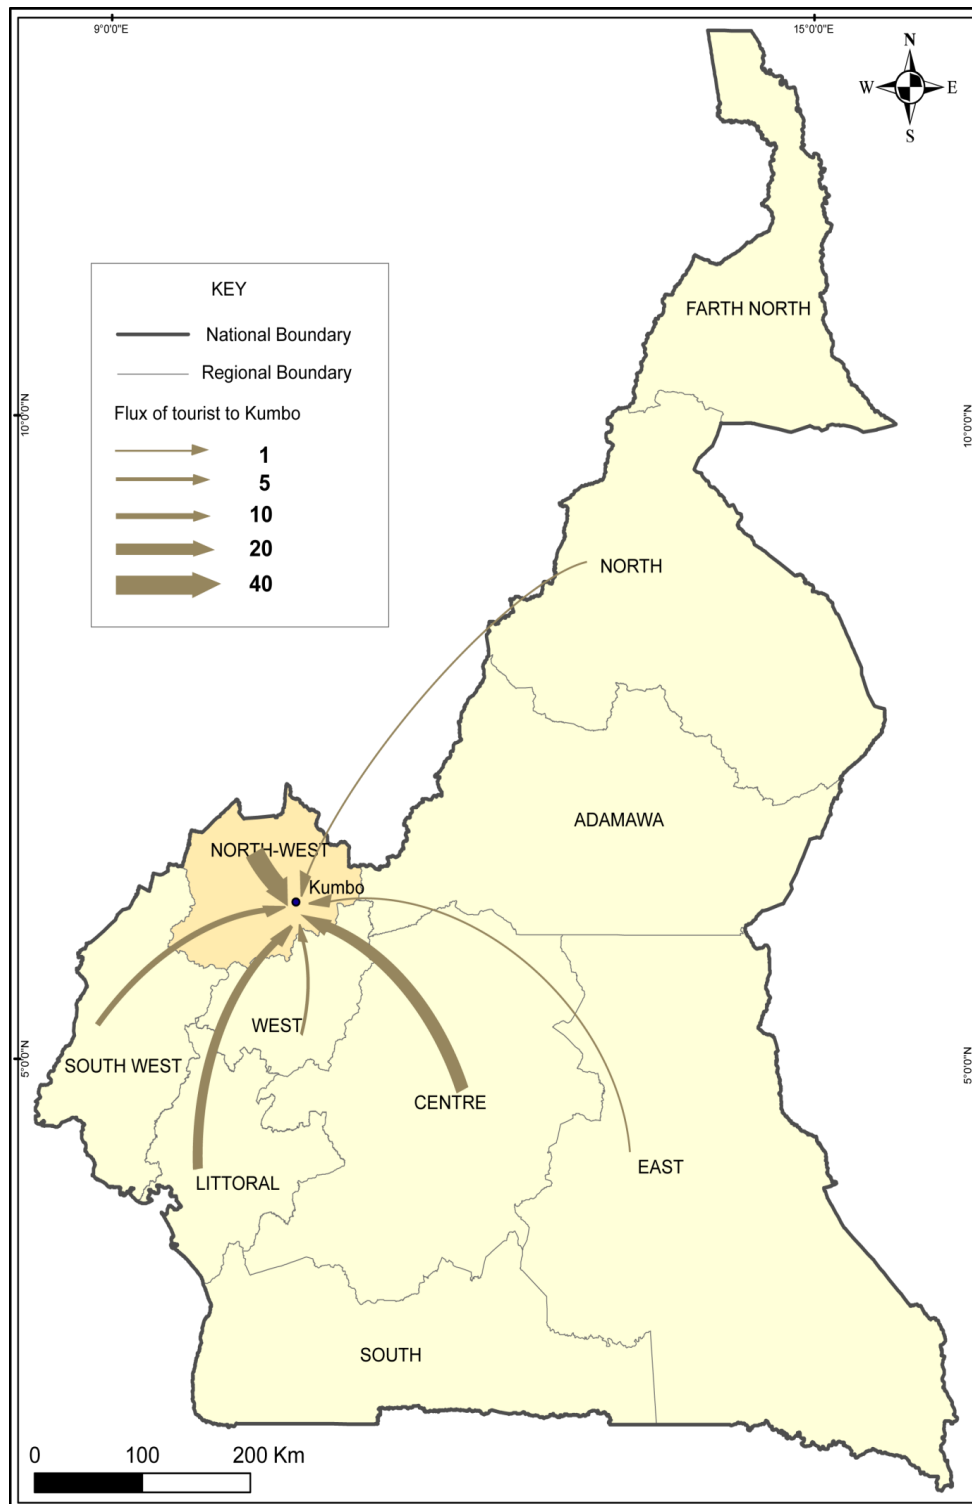 9°0'0"E
15°0'0"E
N
W E
S
KEY
National Boundary
Regional Boundary
Flux of tourist to Kumbo
1
5
10
20
40
10°0'0"N
10°0'0"N
FARTH NORTH
NORTH
ADAMAWA
NORTH-WEST
Kumbo
WEST
SOUTH WEST
5°0'0"N
5°0'0"N
CENTRE
EAST
LITTORAL
SOUTH
0 100 200 Km